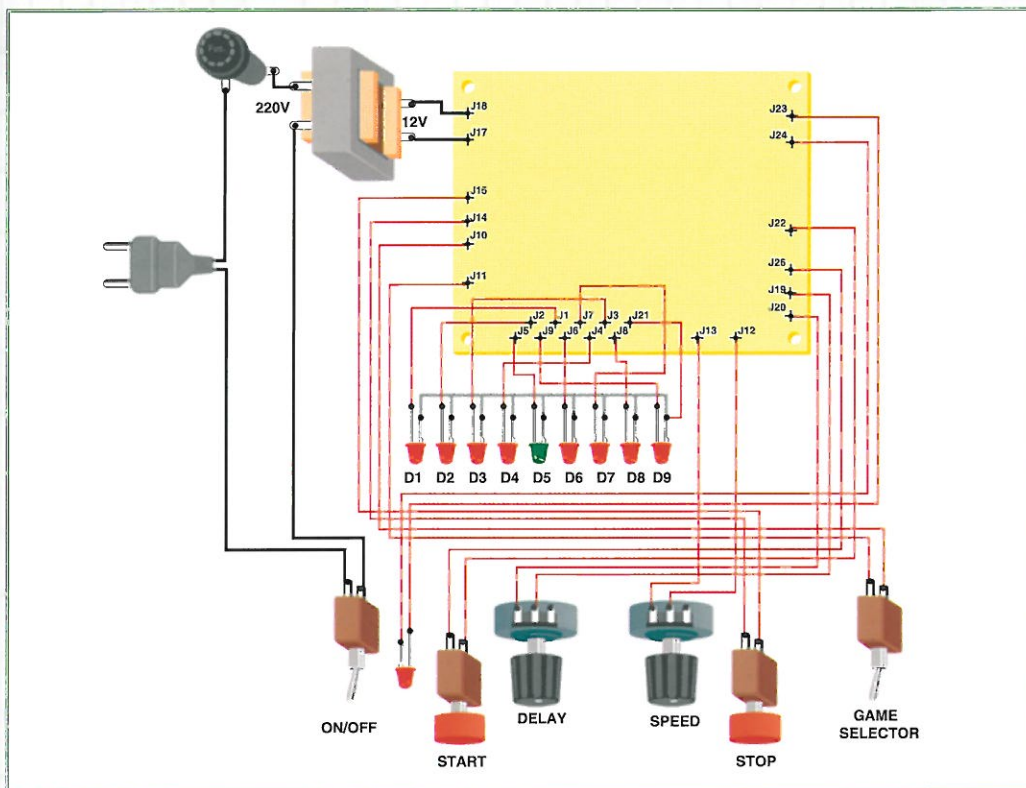 220V
12V
J18
J17
J15
J14
J10
J11
J23
J24
J22
J26
J19
J20
J2 J1 J7 J3 J21
J5 J9 J6 J4 J8 J13 J12
D1 D2 D3 D4 D5 D6 D7 D8 D9
ON/OFF
START
DELAY
SPEED
STOP
GAME
SELECTOR